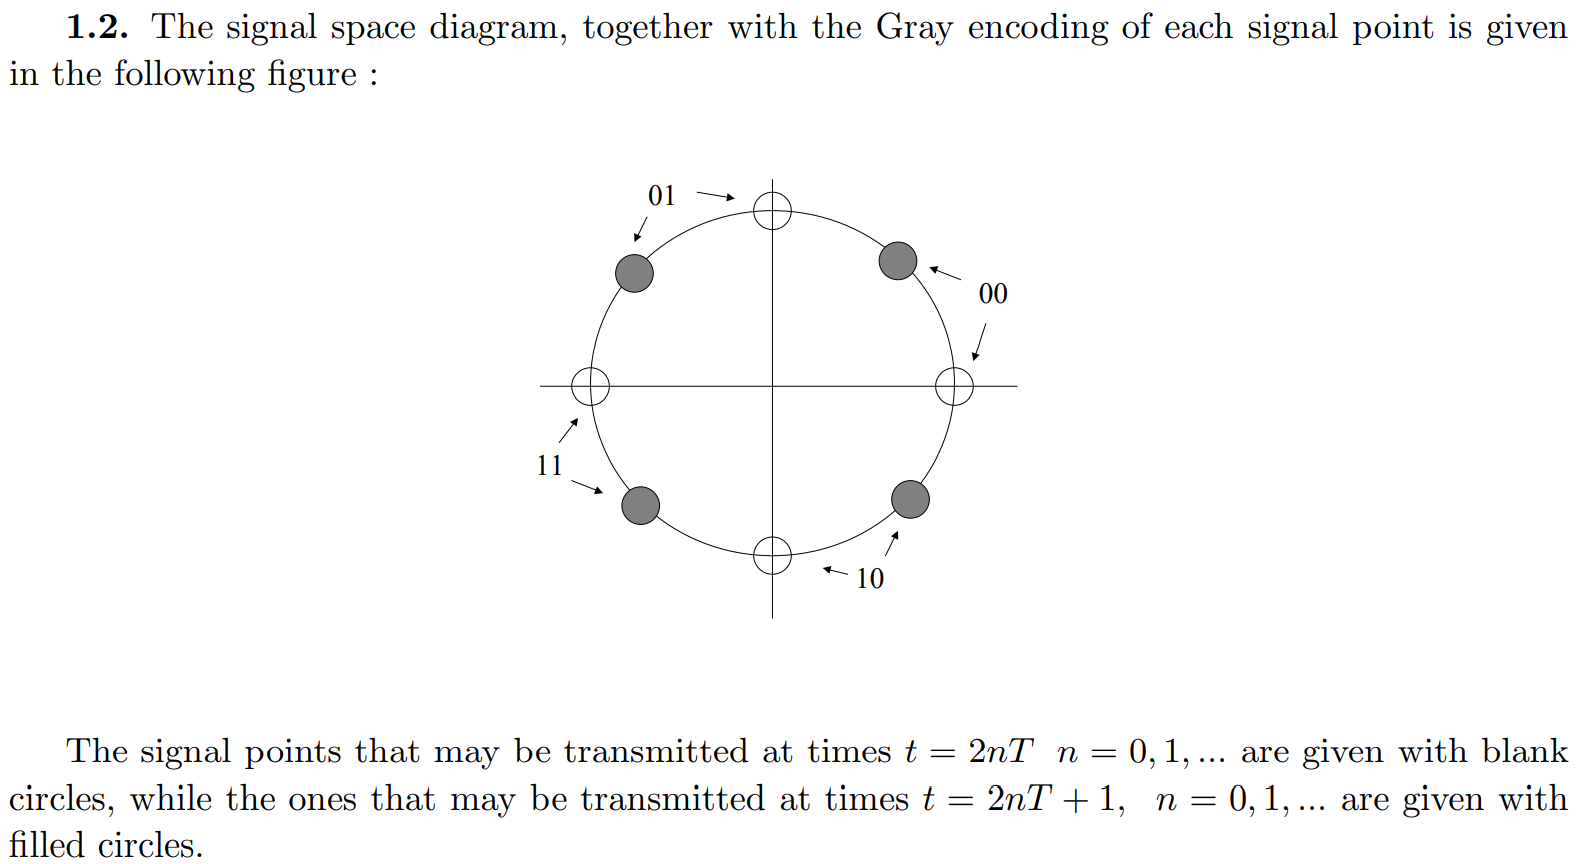 1.2. The signal space diagram, together with the Gray encoding of each signal point is given
in the following figure :
01
00
11
10
The signal points that may be transmitted at times t = 2nT n = 0, 1, ... are given with blank
circles, while the ones that may be transmitted at times t = 2nT + 1, n = 0, 1, ... are given with
filled circles.